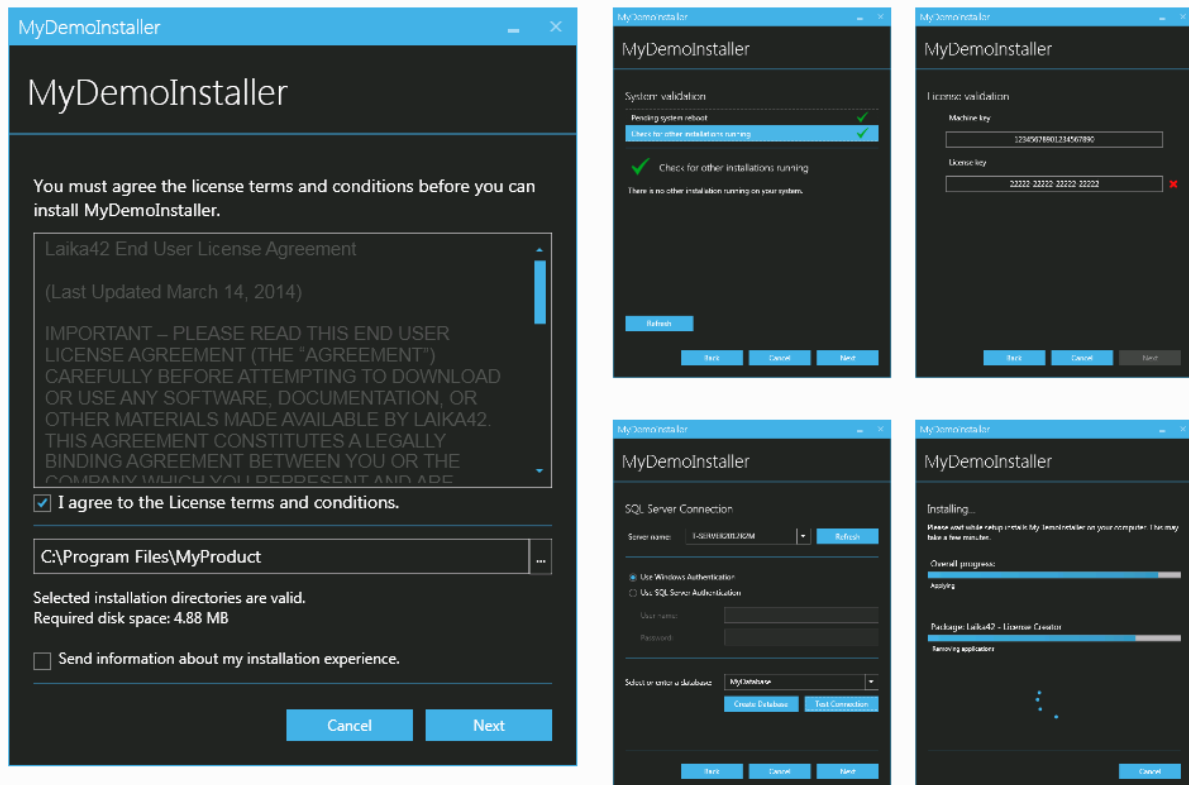 MyDemoInstaller
MyDemoInstaller
You must agree the license terms and conditions before you can
install MyDemoInstaller.
Laika42 End User License Agreement
(Last Updated March 14, 2014)
IMPORTANT – PLEASE READ THIS END USER
LICENSE AGREEMENT (THE “AGREEMENT”)
CAREFULLY BEFORE ATTEMPTING TO DOWNLOAD
OR USE ANY SOFTWARE, DOCUMENTATION, OR
OTHER MATERIALS MADE AVAILABLE BY LAIKA42.
THIS AGREEMENT CONSTITUTES A LEGALLY
BINDING AGREEMENT BETWEEN YOU OR THE
COMPANY WHICH YOU REPRESENT AND ARE
I agree to the License terms and conditions.
C:\Program Files\MyProduct
...
Selected installation directories are valid.
Required disk space: 4.88 MB
Send information about my installation experience.
Cancel
Next
MyDemoInstaller
MyDemoInstaller
System validation
Pending system reboot
Check for other installations running
Check for other installations running
There is no other installation running on your system.
Refresh
Back
Cancel
Next
MyDemoInstaller
MyDemoInstaller
License validation
Machine key
12345678901234567890
License key
22222-22222-22222-22222
Back
Cancel
Next
MyDemoInstaller
MyDemoInstaller
SQL Server Connection
Server name:
T-SERVER2012R2M
Refresh
Use Windows Authentication
Use SQL Server Authentication
User name:
Password:
Select or enter a database:
MyDatabase
Create Database
Test Connection
Back
Cancel
Next
MyDemoInstaller
MyDemoInstaller
Installing...
Please wait while setup installs MyDemoInstaller on your computer. This may
take a few minutes.
Overall progress:
Applying
Package: Laika42 - License Creator
Removing applications
Cancel